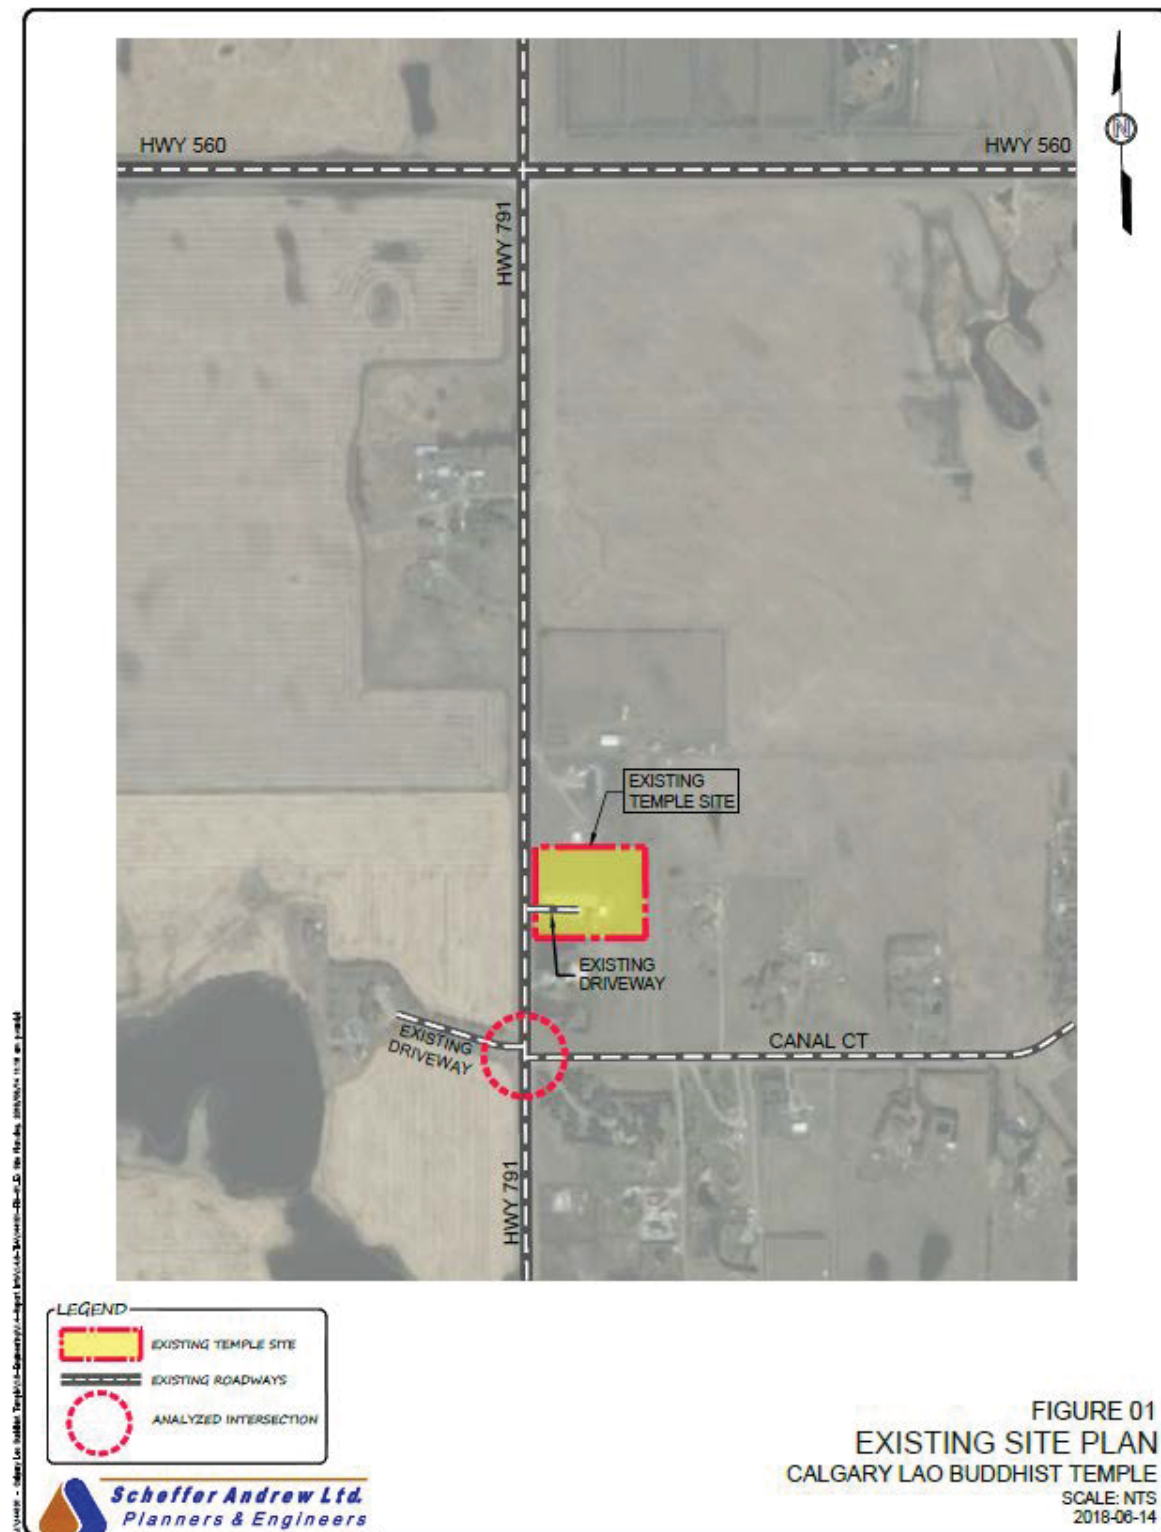 HWY 560
HWY 560
N
HWY 791
EXISTING
TEMPLE SITE
EXISTING
DRIVEWAY
EXISTING
DRIVEWAY
CANAL CT
HWY 791
LEGEND
EXISTING TEMPLE SITE
EXISTING ROADWAYS
ANALYZED INTERSECTION
FIGURE 01
EXISTING SITE PLAN
CALGARY LAO BUDDHIST TEMPLE
SCALE: NTS
2018-06-14
Scheffer Andrew Ltd.
Planners & Engineers